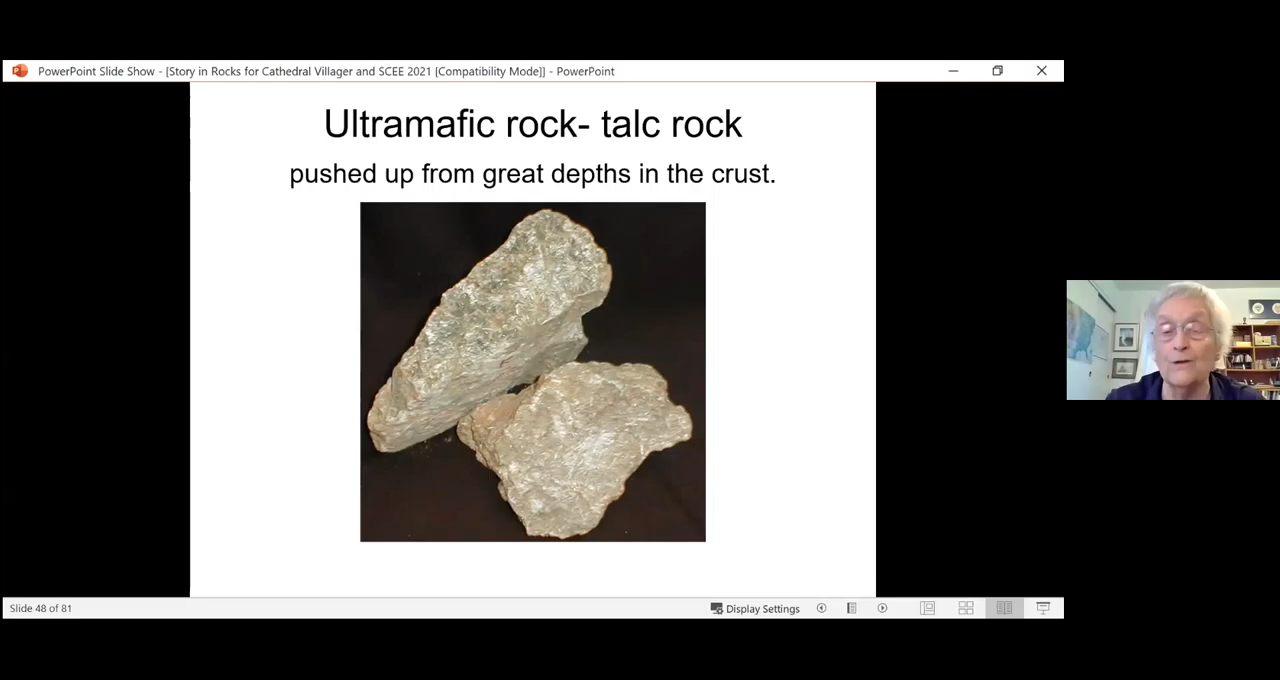 PowerPoint Slide Show - [Story in Rocks for Cathedral Villager and SCEE 2021 [Compatibility Mode]] - PowerPoint
Ultramafic rock- talc rock
pushed up from great depths in the crust.
Slide 48 of 81
Display Settings